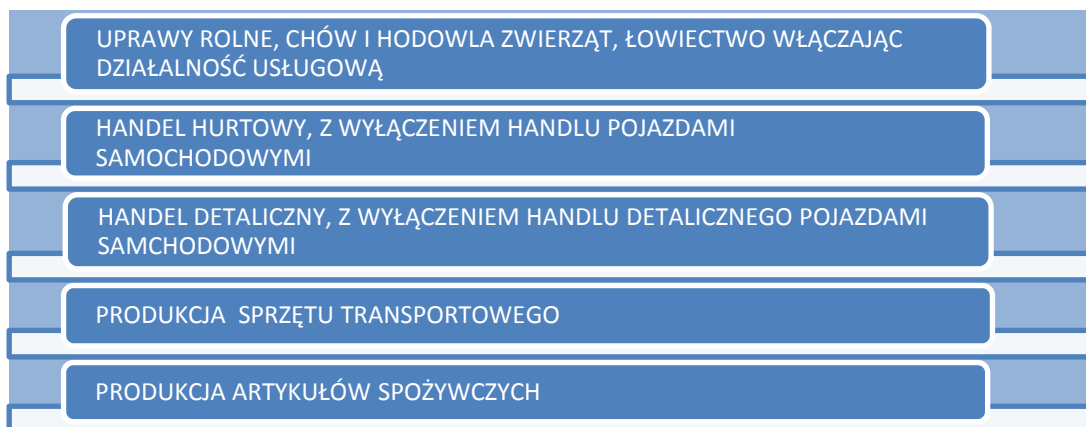 UPRAWY ROLNE, CHÓW I HODOWLA ZWIERZĄT, ŁOWIECTWO WŁĄCZAJĄC
DZIAŁALNOŚĆ USŁUGOWĄ
HANDEL HURTOWY, Z WYŁĄCZENIEM HANDLU POJAZDAMI
SAMOCHODOWYMI
HANDEL DETALICZNY, Z WYŁĄCZENIEM HANDLU DETALICZNEGO POJAZDAMI
SAMCHODOWYMI
PRODUKCJA SPRZĘTU TRANSPORTOWEGO
PRODUKCJA ARTYKUŁÓW SPOŻYWCZYCH